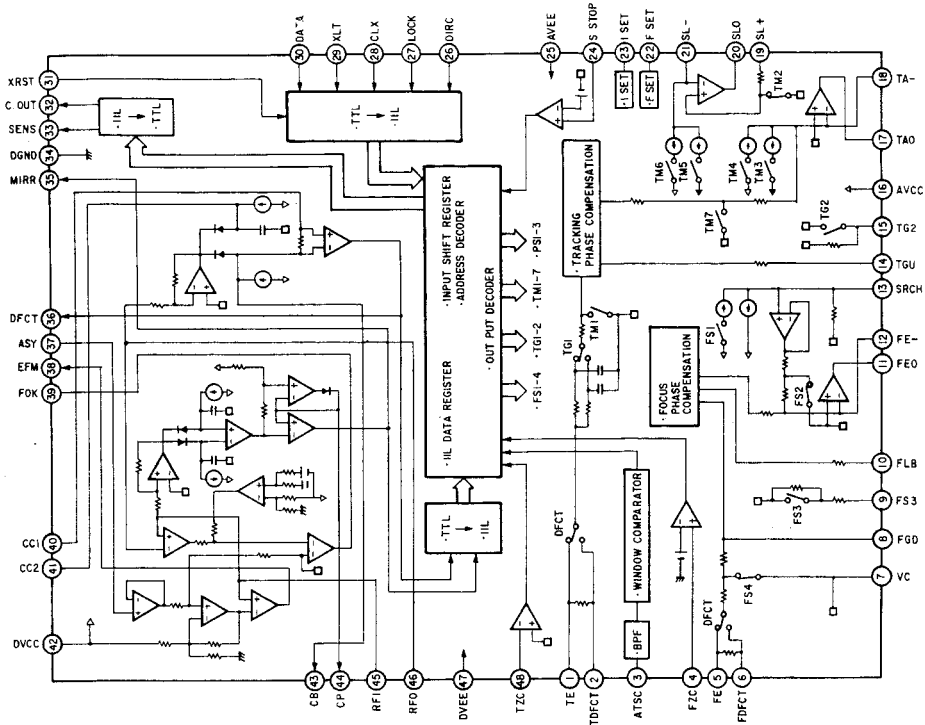 30 DATA
29 XLT
28 CLX
27 LOCK
26 DIRC
25 AVEE
24 S STOP
23 I SET
22 F SET
21 SL-
20 SLO
19 SL+
XRST 31
C. OUT 32
SENS 33
DGND 34
MIRR 35
DFCT 36
ASY 37
EFM 38
FOK 39
CC1 40
CC2 41
DVCC 42
18 TA-
17 TAO
16 AVCC
15 TG2
14 TGU
13 SRCH
12 FE-
11 FEO
10 FLB
9 FS3
8 FGD
7 VC
CB 43
CP 44
RFI 45
RFO 46
DVEE 47
TZC 48
TE 1
TDFCT 2
ATSC 3
FZC 4
FE 5
FDFCT 6
·IIL → ·TTL
·TTL → ·IIL
·I SET
·F SET
·IIL DATA REGISTER
·INPUT SHIFT REGISTER
·ADDRESS DECODER
·OUT PUT DECODER
·FS1-4
·TG1-2
·TM1-7
·PS1-3
·TTL → ·IIL
·TRACKING
PHASE COMPENSATION
·FOCUS
PHASE
COMPENSATION
·WINDOW COMPARATOR
·BPF
TM6
TM5
TM4
TM3
TM2
TM7
TG2
TM1
TG1
FS1
FS2
FS3
FS4
DFCT
DFCT